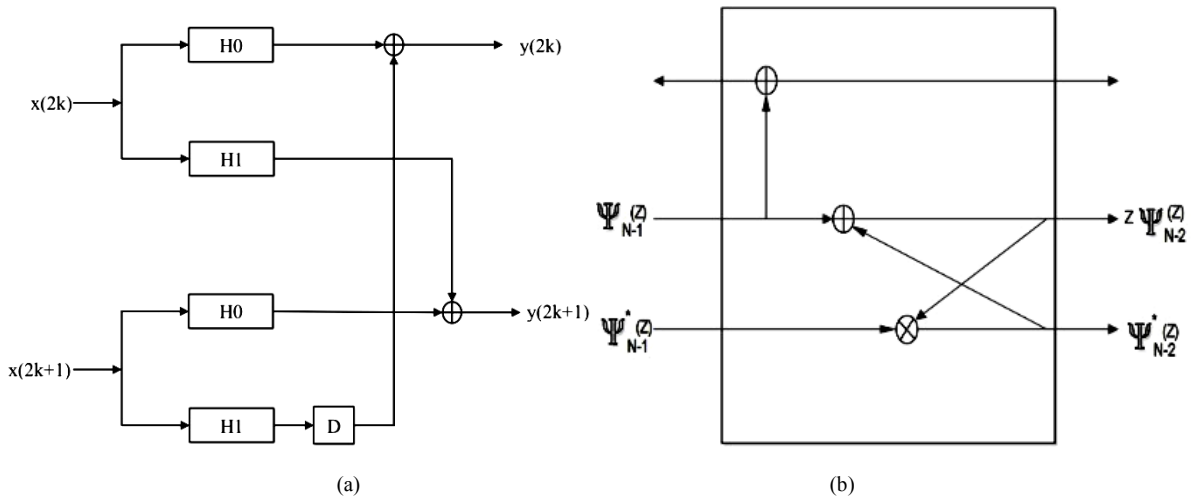 H0
y(2k)
x(2k)
H1
H0
y(2k+1)
x(2k+1)
H1
D
(a)
Ψ N-1 (Z)
Z Ψ N-2 (Z)
Ψ* N-1 (Z)
Ψ* N-2 (Z)
(b)